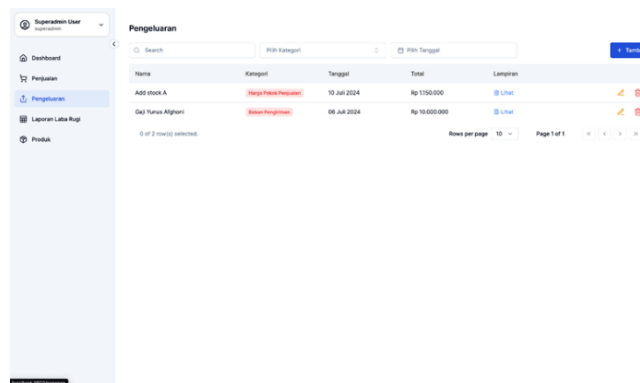 Superadmin User
superadmin
Dashboard
Penjualan
Pengeluaran
Laporan Laba Rugi
Produk
Pengeluaran
Search
Pilih Kategori
Pilih Tanggal
+
Nama Kategori Tanggal Total Lampiran
Add stock A Harga Pokok Penjualan 10 Juli 2024 Rp 1.150.000 Lihat
Gaji Yunus Afghoni Beban Pengiriman 06 Juli 2024 Rp 10.000.000 Lihat
0 of 2 row(s) selected.
Rows per page 10
Page 1 of 1